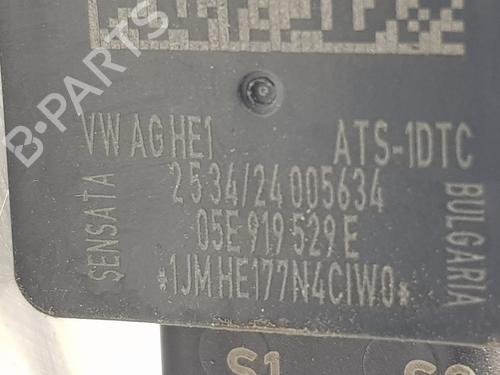 VW AG HE1 ATS-1DTC
2534/24 005634
05E 919 529 E
*1JMHE177N4CIW0*
SENSATA
BULGARIA
S1
B-PARTS